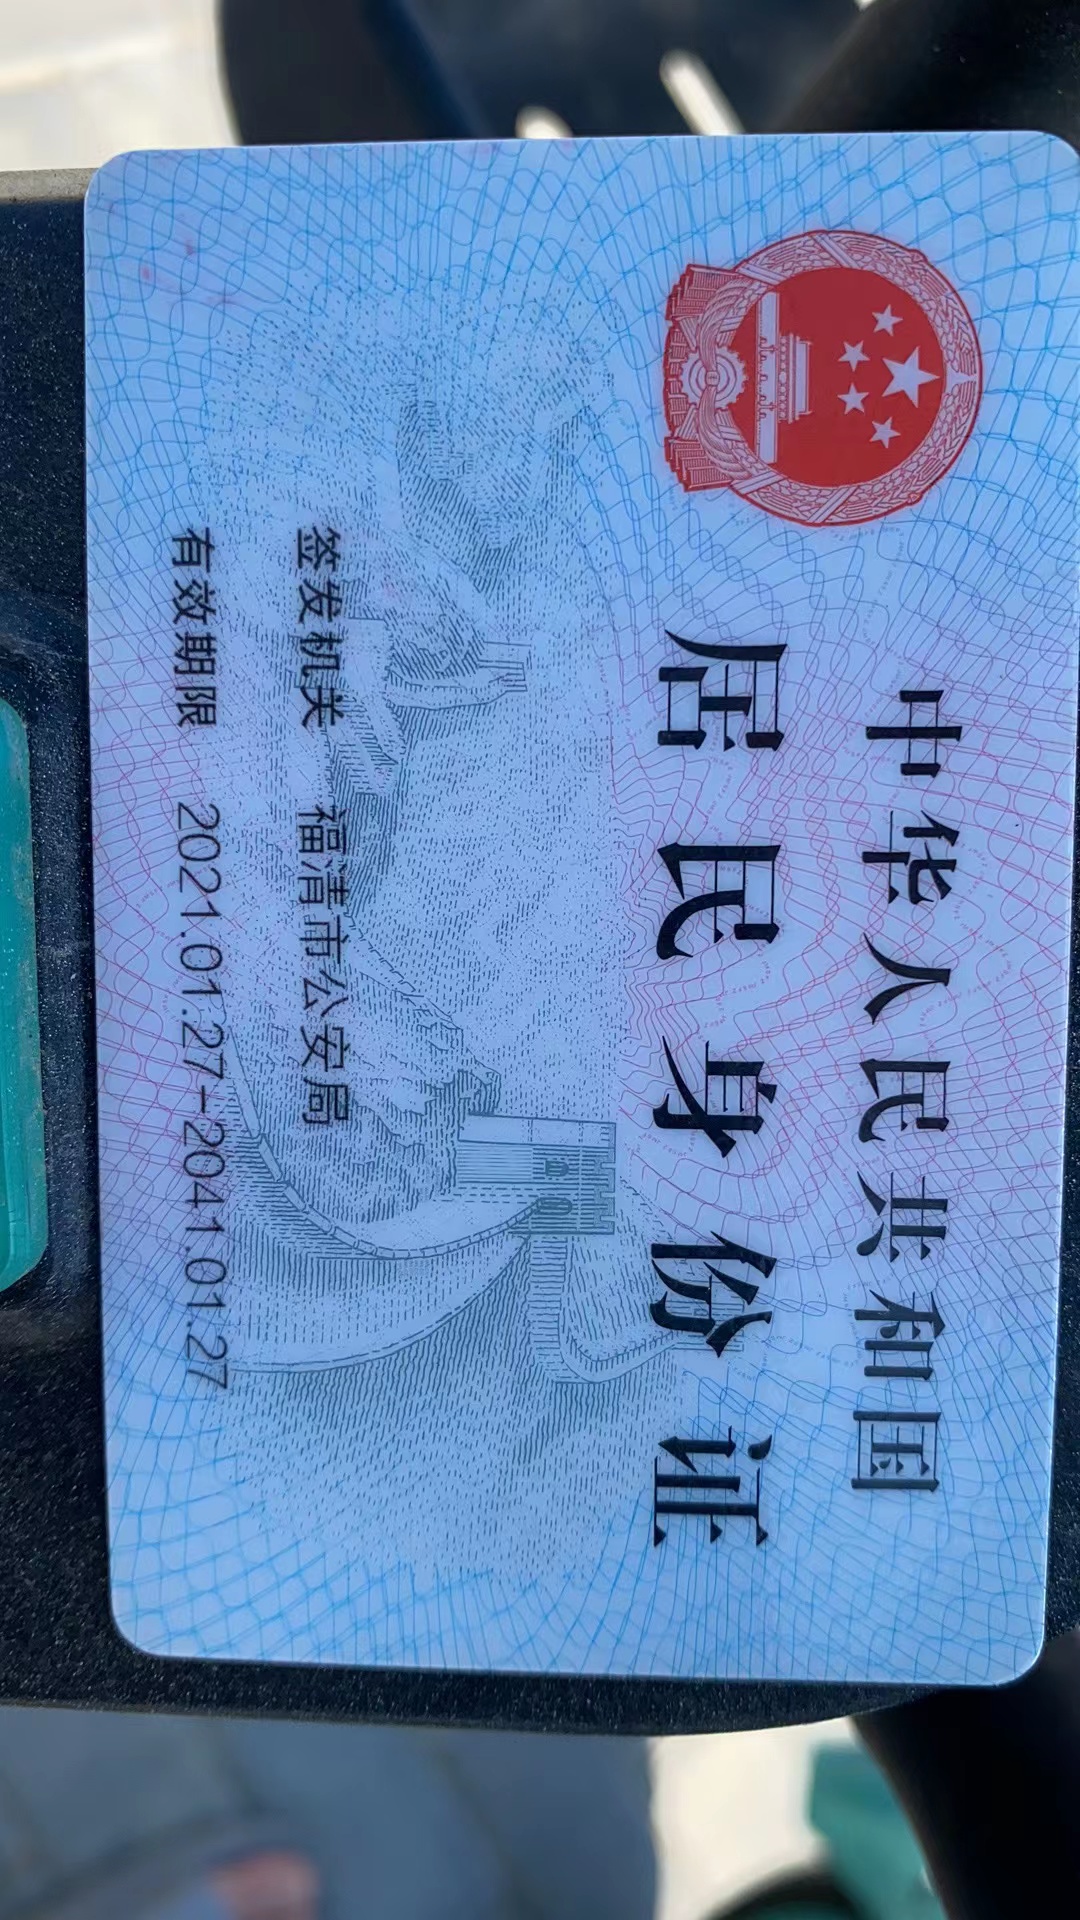 中华人民共和国
居民身份证
签发机关 福清市公安局
有效期限 2021.01.27-2041.01.27